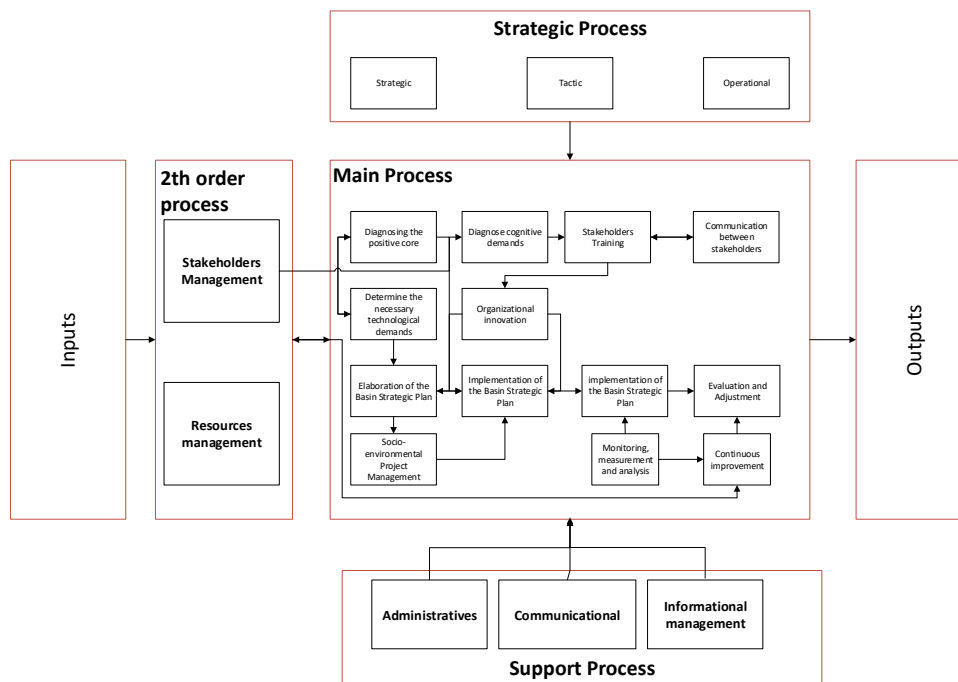 Strategic Process
Strategic
Tactic
Operational
Inputs
2th order
process
Stakeholders
Management
Resources
management
Main Process
Diagnosing the
positive core
Diagnose cognitive
demands
Stakeholders
Training
Communication
between
stakeholders
Determine the
necessary
technological
demands
Organizational
innovation
Elaboration of the
Basin Strategic Plan
Implementation of
the Basin Strategic
Plan
implementation of
the Basin Strategic
Plan
Evaluation and
Adjustment
Socio-
environmental
Project
Management
Monitoring,
measurement
and analysis
Continuous
improvement
Outputs
Administratives
Communicational
Informational
management
Support Process